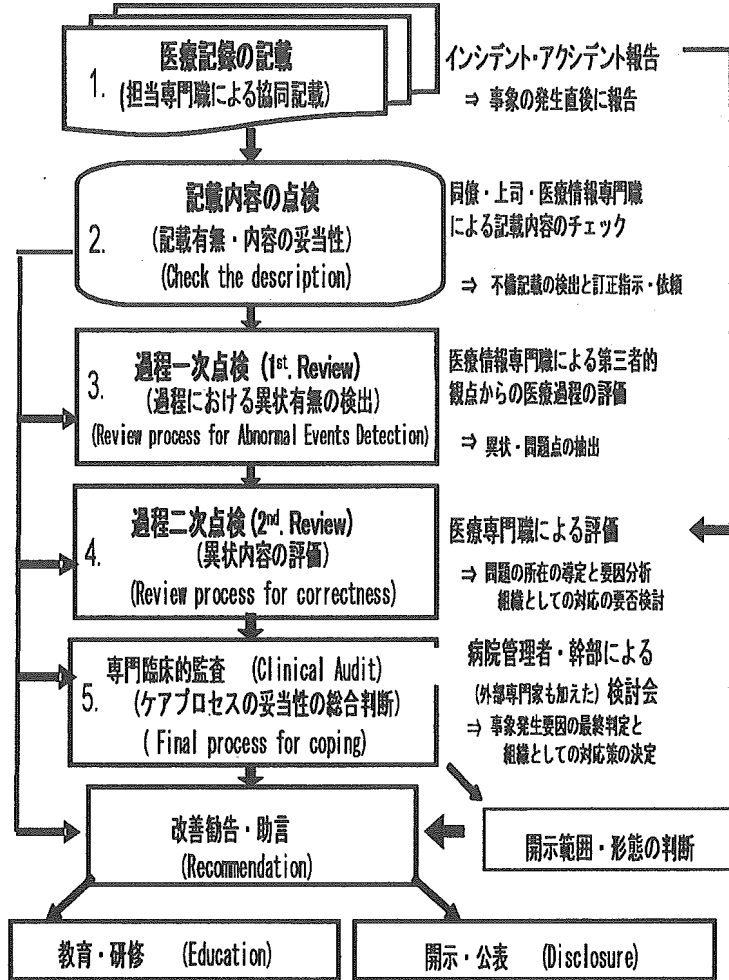 医療記録の記載
1.
(担当専門職による協同記載)
インシデント・アクシデント報告
⇒ 事象の発生直後に報告
記載内容の点検
2.
(記載有無・内容の妥当性)
(Check the description)
同僚・上司・医療情報専門職
による記載内容のチェック
⇒ 不備記載の検出と訂正指示・依頼
過程一次点検 (1st. Review)
3.
(過程における異状有無の検出)
(Review process for Abnormal Events Detection)
医療情報専門職による第三者的
観点からの医療過程の評価
⇒ 異状・問題点の抽出
過程二次点検 (2nd. Review)
4.
(異状内容の評価)
(Review process for correctness)
医療専門職による評価
⇒ 問題の所在の導定と要因分析
組織としての対応の要否検討
専門臨床的監査 (Clinical Audit)
5.
(ケアプロセスの妥当性の総合判断)
( Final process for coping)
病院管理者・幹部による
(外部専門家も加えた) 検討会
⇒ 事象発生要因の最終判定と
組織としての対応策の決定
改善勧告・助言
(Recommendation)
開示範囲・形態の判断
教育・研修 (Education)
開示・公表 (Disclosure)